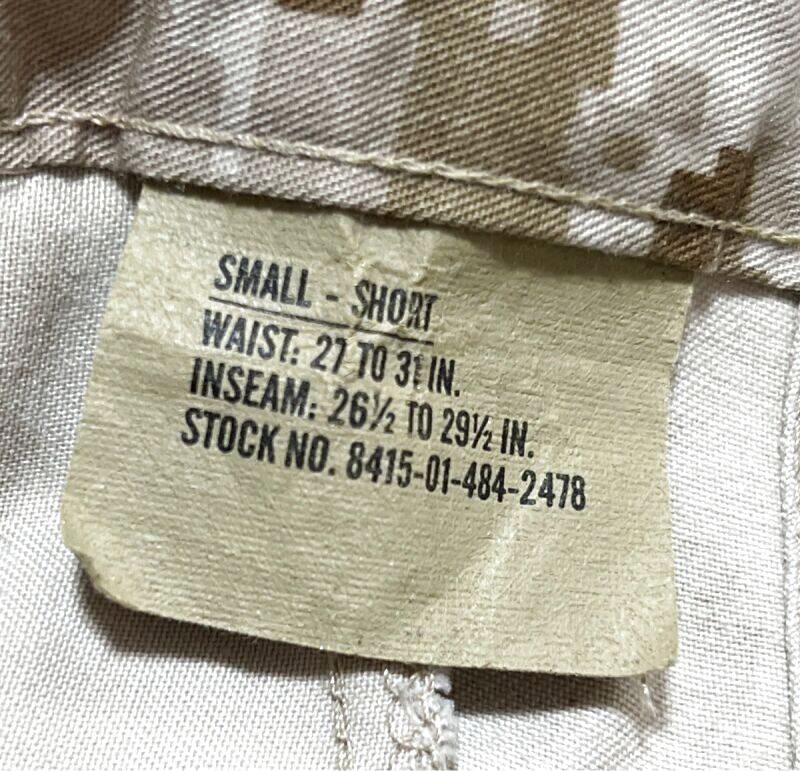 SMALL - SHORT
WAIST: 27 TO 31 IN.
INSEAM: 26½ TO 29½ IN.
STOCK NO. 8415-01-484-2478